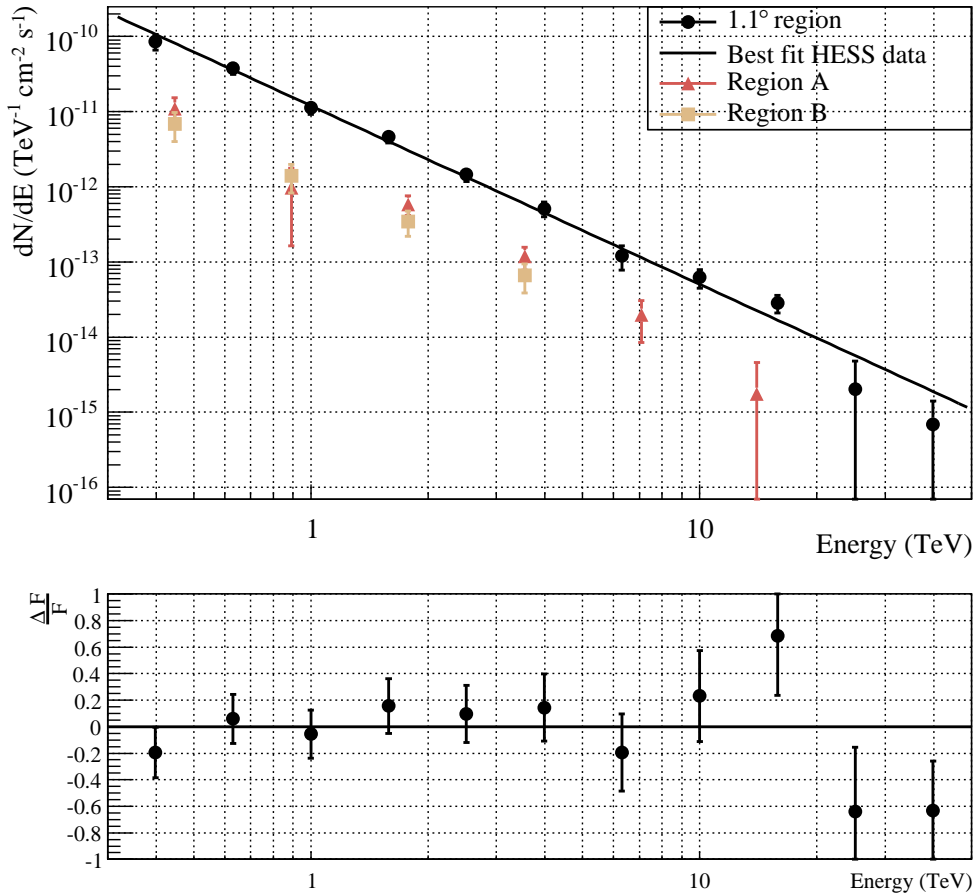 dN/dE (TeV⁻¹ cm⁻² s⁻¹)
10⁻¹⁰
10⁻¹¹
10⁻¹²
10⁻¹³
10⁻¹⁴
10⁻¹⁵
10⁻¹⁶
1.1° region
Best fit HESS data
Region A
Region B
1
10
Energy (TeV)
ΔF
F
1
0.8
0.6
0.4
0.2
0
-0.2
-0.4
-0.6
-0.8
-1
1
10
Energy (TeV)